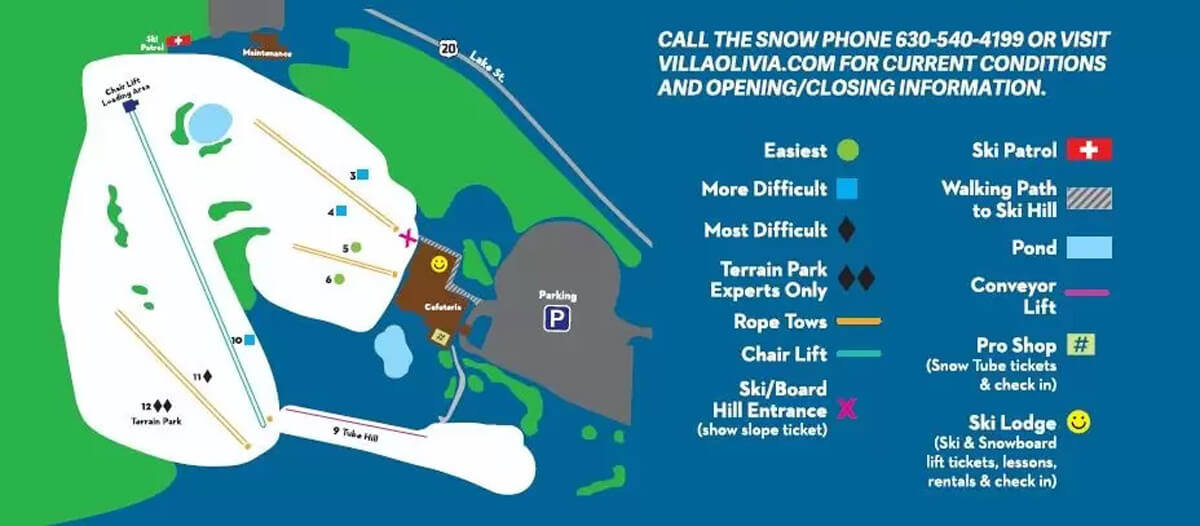 Ski
Patrol
Maintenance
20
Lake St.
Chair Lift
Loading Area
3
4
5
6
Cafeteria
#
Parking
P
10
11
12
Terrain Park
9 Tube Hill
CALL THE SNOW PHONE 630-540-4199 OR VISIT
VILLAOLIVIA.COM FOR CURRENT CONDITIONS
AND OPENING/CLOSING INFORMATION.
Easiest
More Difficult
Most Difficult
Terrain Park
Experts Only
Rope Tows
Chair Lift
Ski/Board
Hill Entrance
(show slope ticket)
Ski Patrol
Walking Path
to Ski Hill
Pond
Conveyor
Lift
Pro Shop
#
(Snow Tube tickets
& check in)
Ski Lodge
(Ski & Snowboard
lift tickets, lessons,
rentals & check in)